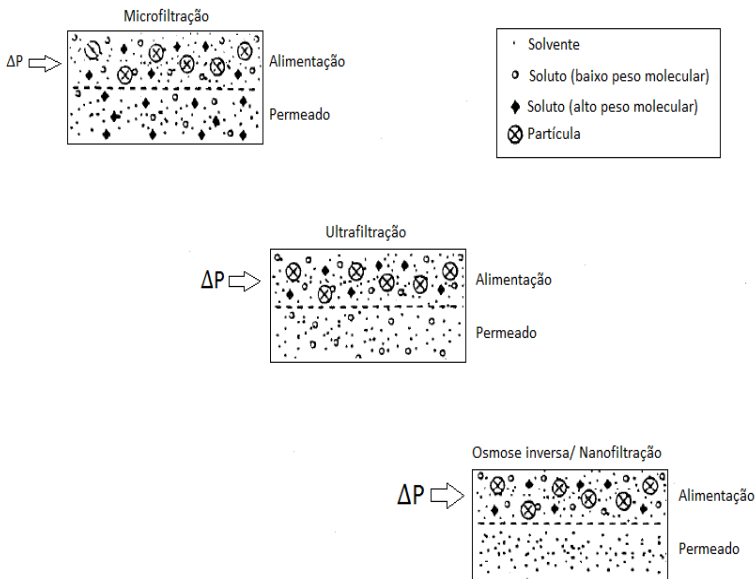 Microfiltração
ΔP
Alimentação
Permeado
Solvente
Soluto (baixo peso molecular)
Soluto (alto peso molecular)
Partícula
Ultrafiltração
ΔP
Alimentação
Permeado
Osmose inversa/ Nanofiltração
ΔP
Alimentação
Permeado